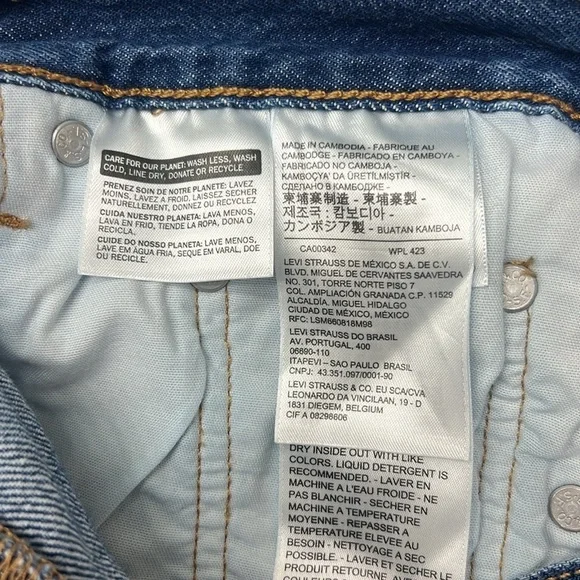 CARE FOR OUR PLANET: WASH LESS, WASH
COLD, LINE DRY, DONATE OR RECYCLE
PRENEZ SOIN DE NOTRE PLANÈTE: LAVEZ
MOINS, LAVEZ À FROID, LAISSEZ SÉCHER
NATURELLEMENT, DONNEZ OU RECYCLEZ
CUIDA NUESTRO PLANETA: LAVA MENOS,
LAVA EN FRIO, TIENDE LA ROPA, DONA O
RECICLA.
CUIDE DO NOSSO PLANETA: LAVE MENOS,
LAVE EM ÁGUA FRIA, SEQUE EM VARAL, DOE
OU RECICLE.
MADE IN CAMBODIA - FABRIQUE AU
CAMBODGE - FABRICADO EN CAMBOYA -
FABRICADO NO CAMBOJA -
KAMBOÇYA' DA ÜRETİLMİŞTİR -
СДЕЛАНО В КАМБОДЖЕ -
柬埔寨制造 - 柬埔寨製 -
제조국 : 캄보디아 -
カンボジア製 - BUATAN KAMBOJA
CA00342 WPL 423
LEVI STRAUSS DE MÉXICO S.A. DE C.V.
BLVD. MIGUEL DE CERVANTES SAAVEDRA
NO. 301, TORRE NORTE PISO 7
COL. AMPLIACIÓN GRANADA C.P. 11529
ALCALDÍA. MIGUEL HIDALGO
CIUDAD DE MÉXICO, MÉXICO
RFC: LSM660818M98
LEVI STRAUSS DO BRASIL
AV. PORTUGAL, 400
06690-110
ITAPEVI – SAO PAULO BRASIL
CNPJ: 43.351.097/0001-90
LEVI STRAUSS & CO. EU SCA/CVA
LEONARDO DA VINCILAAN, 19 - D
1831 DIEGEM, BELGIUM
CIF A 08298606
DRY INSIDE OUT WITH LIKE
COLORS. LIQUID DETERGENT IS
RECOMMENDED. - LAVER EN
MACHINE A L'EAU FROIDE - NE
PAS BLANCHIR - SECHER EN
MACHINE A TEMPERATURE
MOYENNE - REPASSER A
TEMPERATURE ELEVEE AU
BESOIN - NETTOYAGE A SEC
POSSIBLE. - LAVER ET SECHER